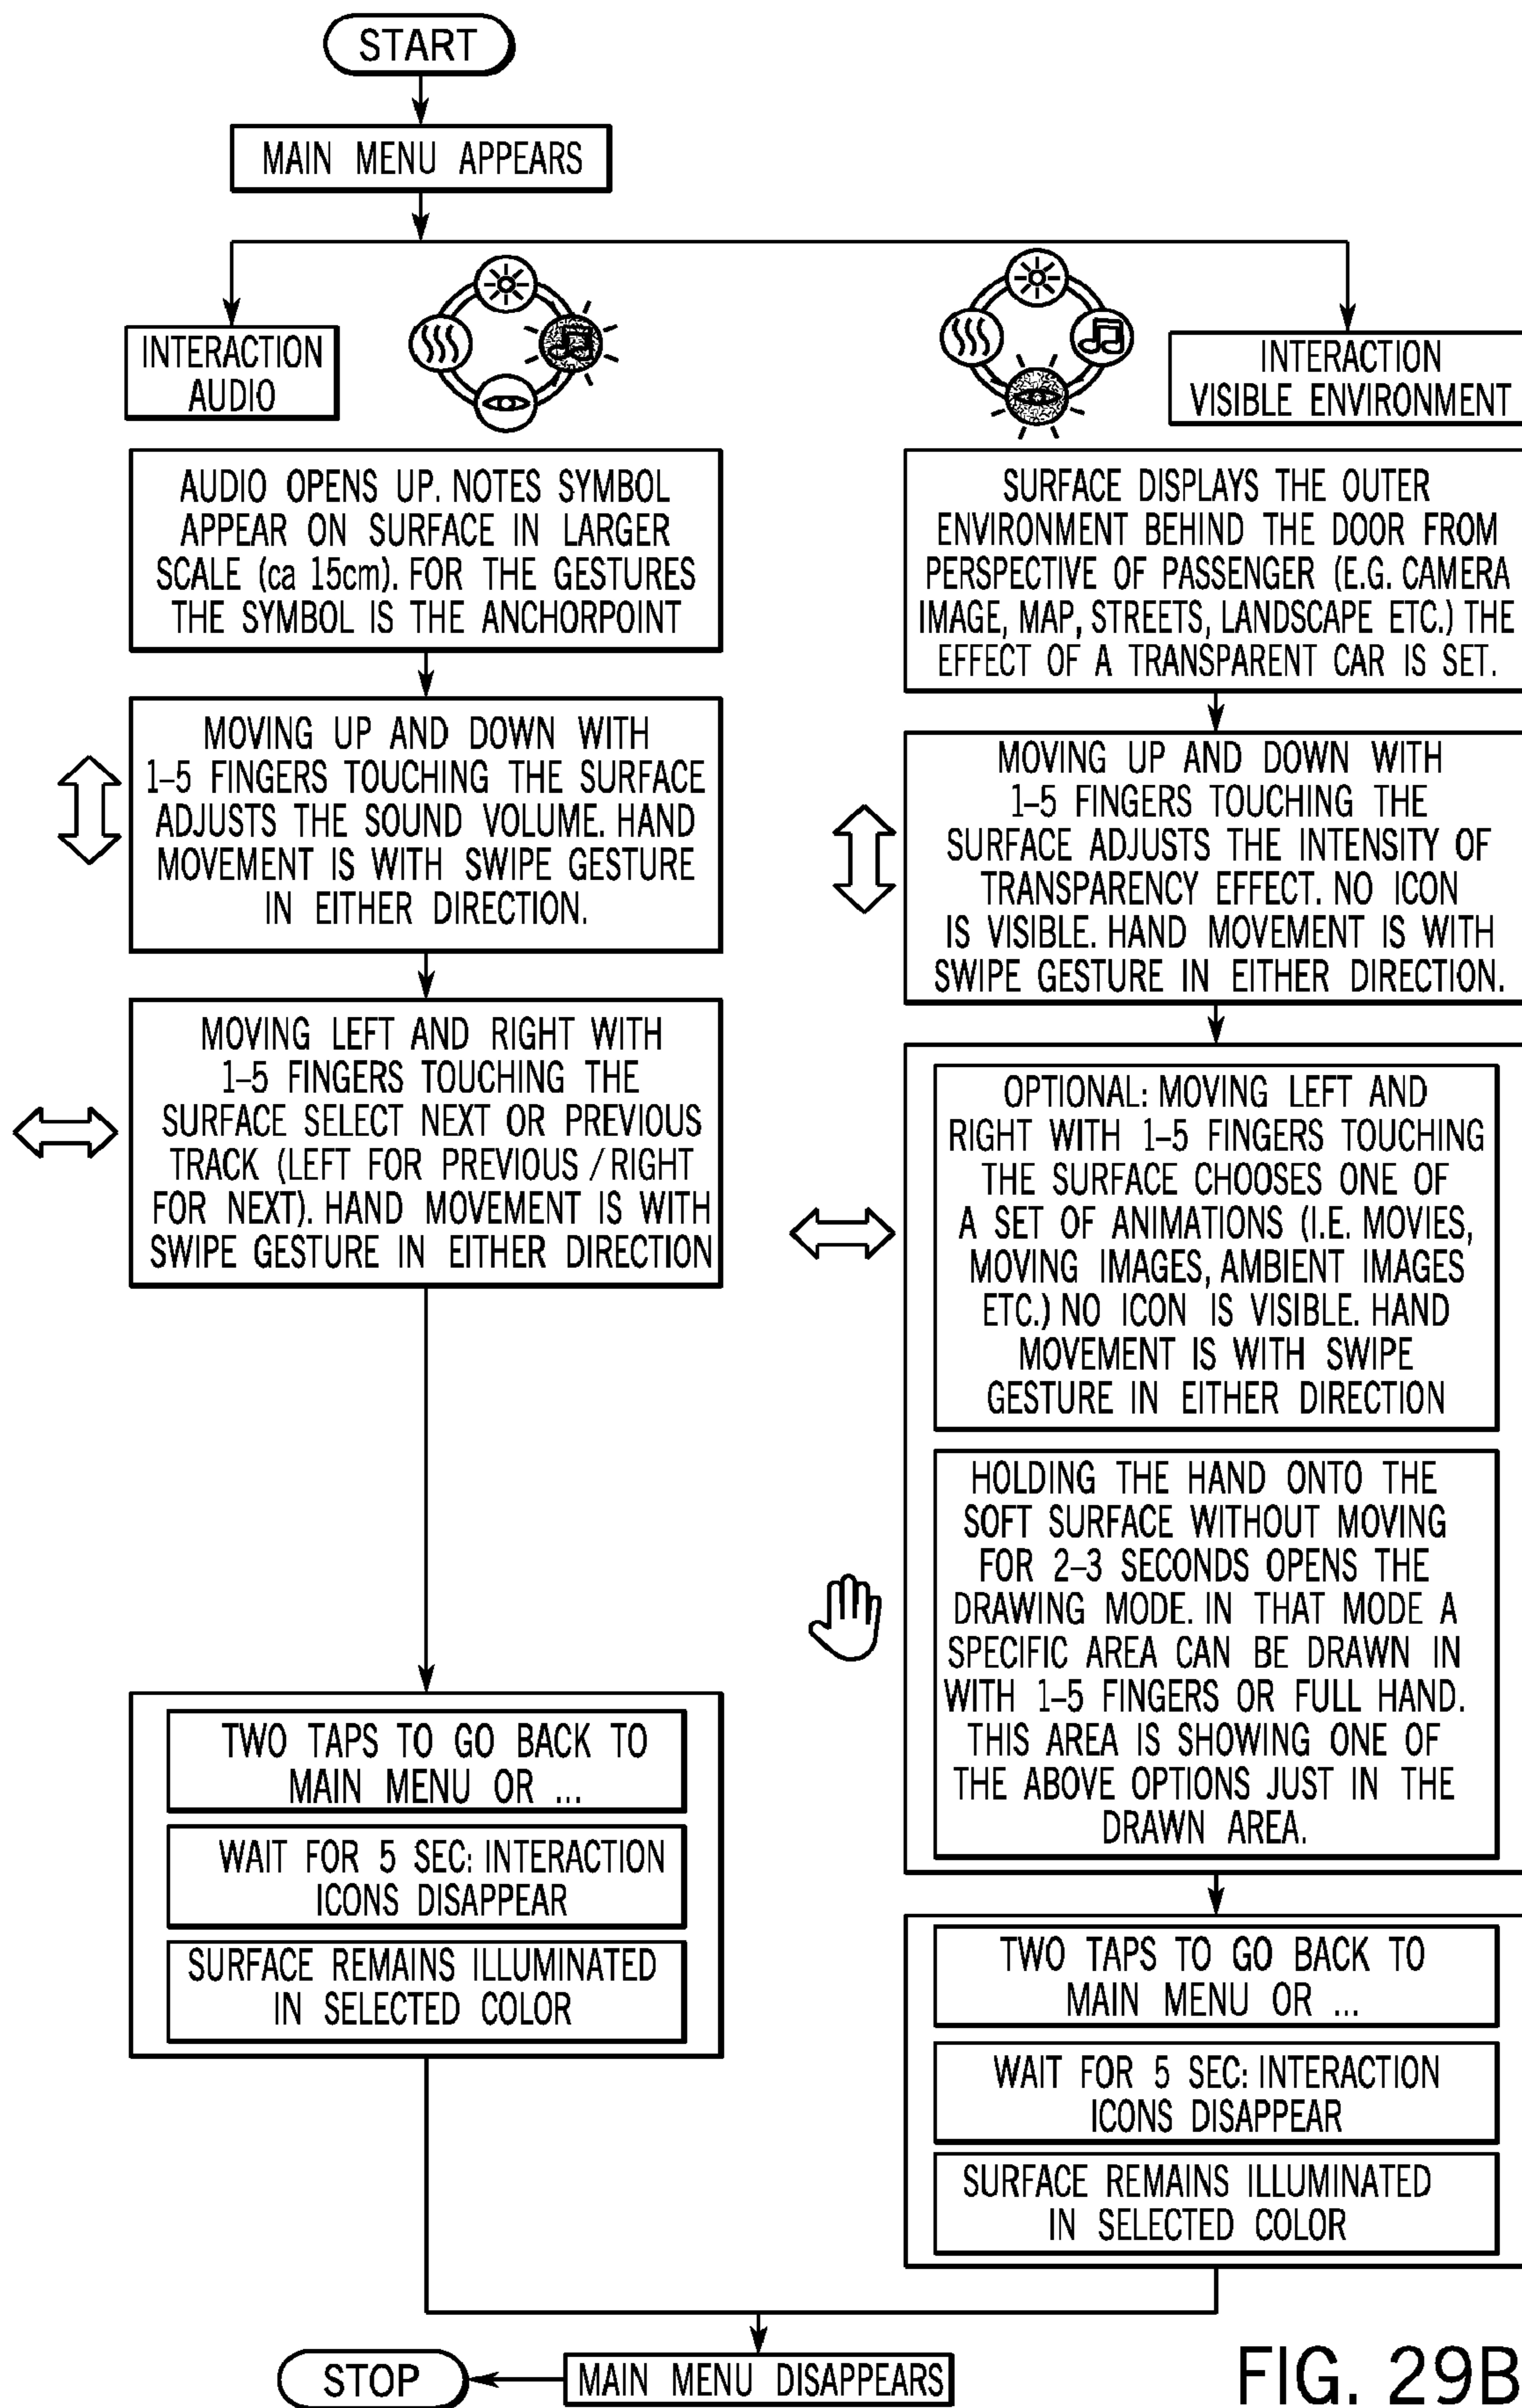 START
MAIN MENU APPEARS
INTERACTION
AUDIO
AUDIO OPENS UP. NOTES SYMBOL
APPEAR ON SURFACE IN LARGER
SCALE (ca 15cm). FOR THE GESTURES
THE SYMBOL IS THE ANCHORPOINT
MOVING UP AND DOWN WITH
1–5 FINGERS TOUCHING THE SURFACE
ADJUSTS THE SOUND VOLUME. HAND
MOVEMENT IS WITH SWIPE GESTURE
IN EITHER DIRECTION.
MOVING LEFT AND RIGHT WITH
1–5 FINGERS TOUCHING THE
SURFACE SELECT NEXT OR PREVIOUS
TRACK (LEFT FOR PREVIOUS / RIGHT
FOR NEXT). HAND MOVEMENT IS WITH
SWIPE GESTURE IN EITHER DIRECTION
TWO TAPS TO GO BACK TO
MAIN MENU OR ...
WAIT FOR 5 SEC: INTERACTION
ICONS DISAPPEAR
SURFACE REMAINS ILLUMINATED
IN SELECTED COLOR
INTERACTION
VISIBLE ENVIRONMENT
SURFACE DISPLAYS THE OUTER
ENVIRONMENT BEHIND THE DOOR FROM
PERSPECTIVE OF PASSENGER (E.G. CAMERA
IMAGE, MAP, STREETS, LANDSCAPE ETC.) THE
EFFECT OF A TRANSPARENT CAR IS SET.
MOVING UP AND DOWN WITH
1–5 FINGERS TOUCHING THE
SURFACE ADJUSTS THE INTENSITY OF
TRANSPARENCY EFFECT. NO ICON
IS VISIBLE. HAND MOVEMENT IS WITH
SWIPE GESTURE IN EITHER DIRECTION.
OPTIONAL: MOVING LEFT AND
RIGHT WITH 1–5 FINGERS TOUCHING
THE SURFACE CHOOSES ONE OF
A SET OF ANIMATIONS (I.E. MOVIES,
MOVING IMAGES, AMBIENT IMAGES
ETC.) NO ICON IS VISIBLE. HAND
MOVEMENT IS WITH SWIPE
GESTURE IN EITHER DIRECTION
HOLDING THE HAND ONTO THE
SOFT SURFACE WITHOUT MOVING
FOR 2–3 SECONDS OPENS THE
DRAWING MODE. IN THAT MODE A
SPECIFIC AREA CAN BE DRAWN IN
WITH 1–5 FINGERS OR FULL HAND.
THIS AREA IS SHOWING ONE OF
THE ABOVE OPTIONS JUST IN THE
DRAWN AREA.
TWO TAPS TO GO BACK TO
MAIN MENU OR ...
WAIT FOR 5 SEC: INTERACTION
ICONS DISAPPEAR
SURFACE REMAINS ILLUMINATED
IN SELECTED COLOR
MAIN MENU DISAPPEARS
STOP
FIG. 29B